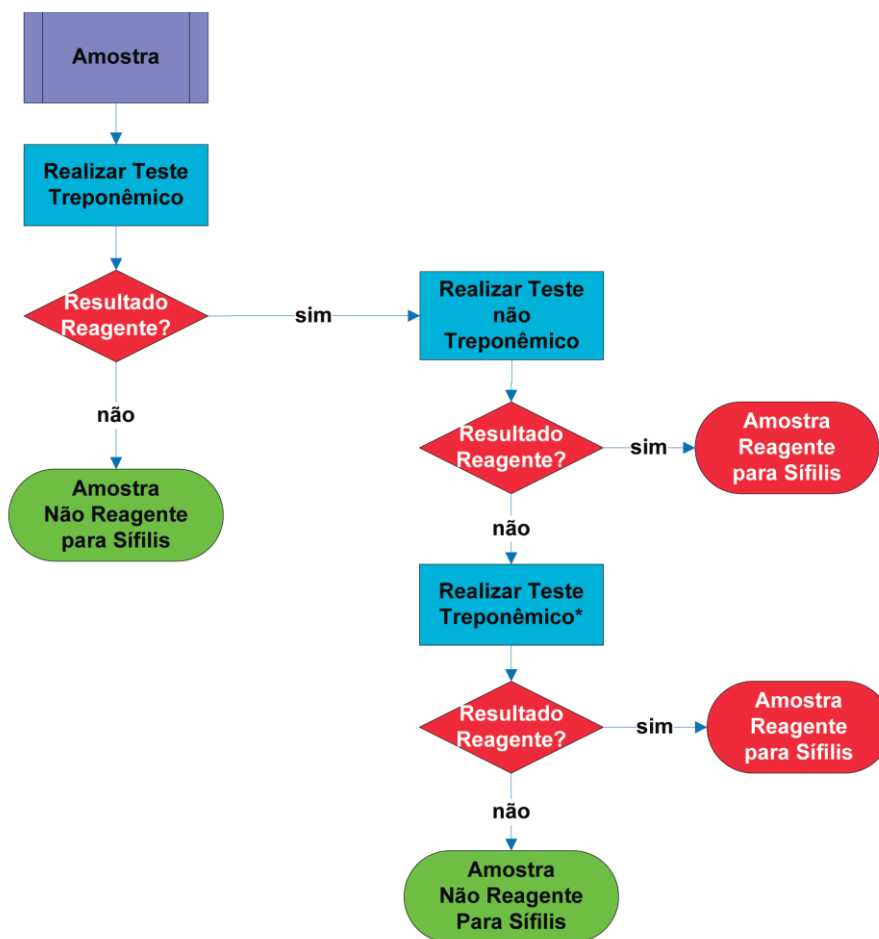 Amostra
Realizar Teste
Treponêmico
Resultado
Reagente?
sim
não
Amostra
Não Reagente
para Sífilis
Realizar Teste
não
Treponêmico
Resultado
Reagente?
sim
Amostra
Reagente
para Sífilis
não
Realizar Teste
Treponêmico*
Resultado
Reagente?
sim
Amostra
Reagente
para Sífilis
não
Amostra
Não Reagente
Para Sífilis